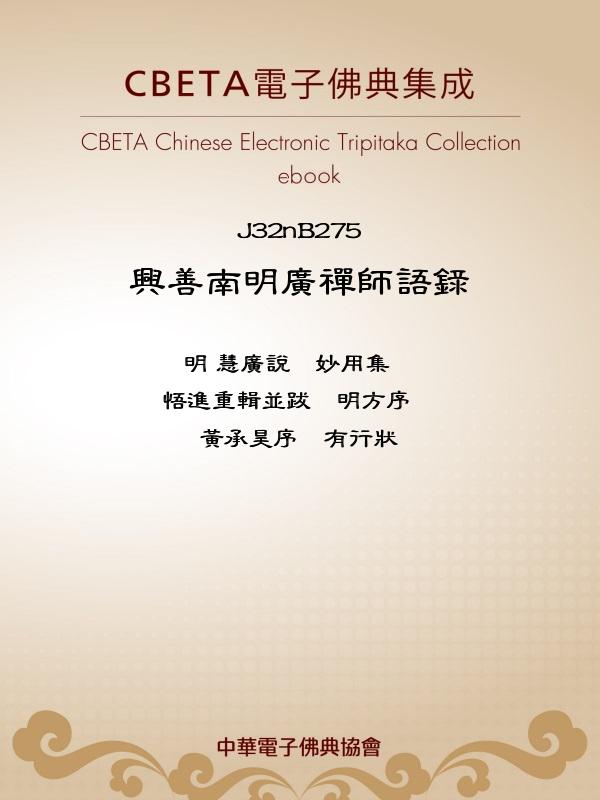 CBETA電子佛典集成
CBETA Chinese Electronic Tripitaka Collection
ebook
J32nB275
興善南明廣禪師語錄
明 慧廣說　妙用集
悟進重輯並跋　明方序
黃承昊序　有行狀
中華電子佛典協會